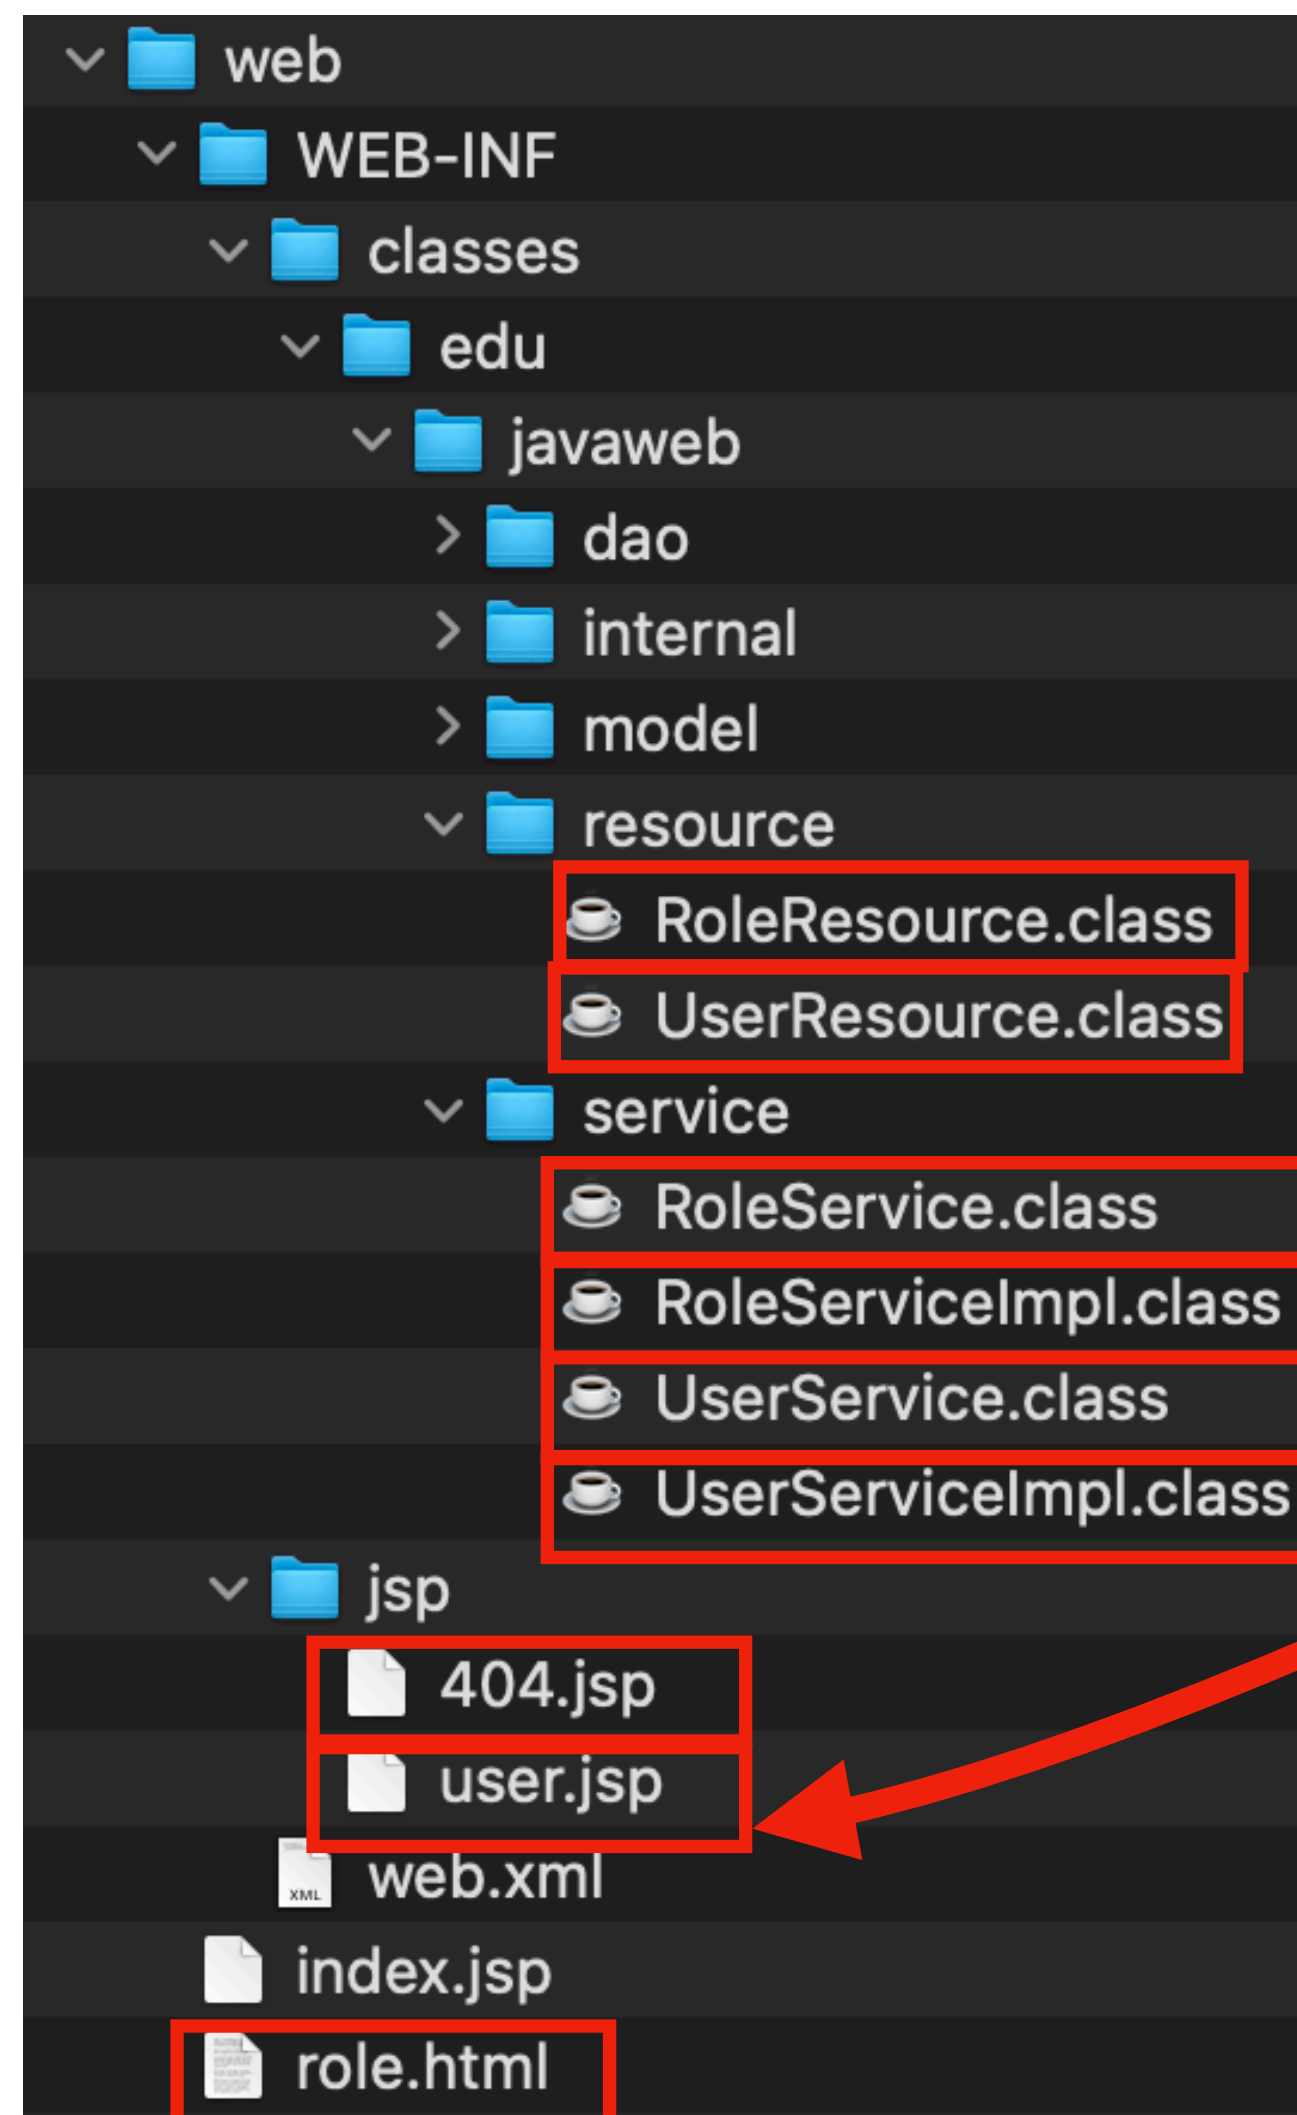 web
WEB-INF
classes
edu
javaweb
dao
internal
model
resource
RoleResource.class
UserResource.class
service
RoleService.class
RoleServiceImpl.class
UserService.class
UserServiceImpl.class
jsp
404.jsp
user.jsp
XML web.xml
index.jsp
role.html